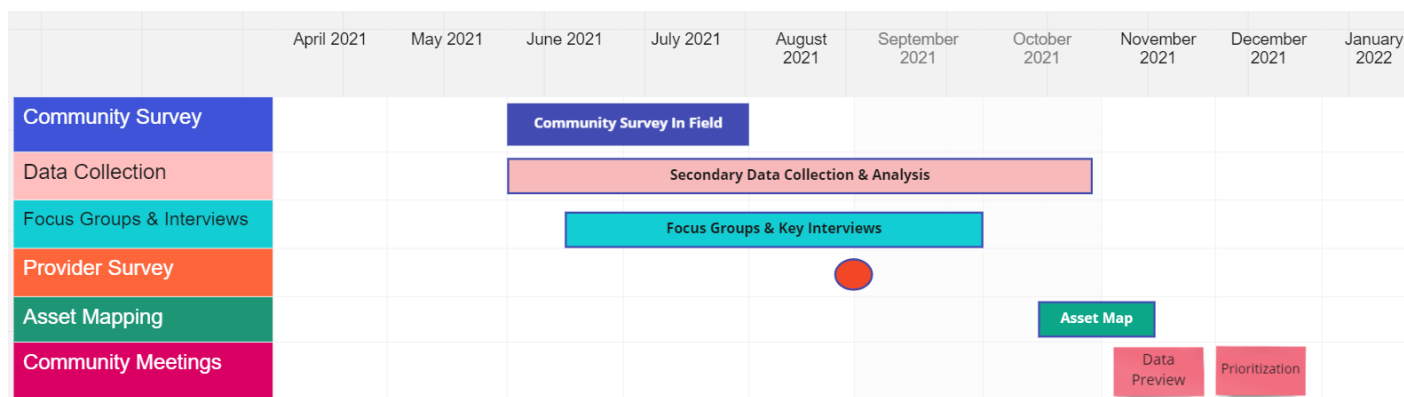 April 2021 May 2021 June 2021 July 2021 August September October November December January
2021 2021 2021 2021 2021 2022
Community Survey
Community Survey In Field
Data Collection
Secondary Data Collection & Analysis
Focus Groups & Interviews
Focus Groups & Key Interviews
Provider Survey
Asset Mapping
Asset Map
Community Meetings
Data
Preview
Prioritization